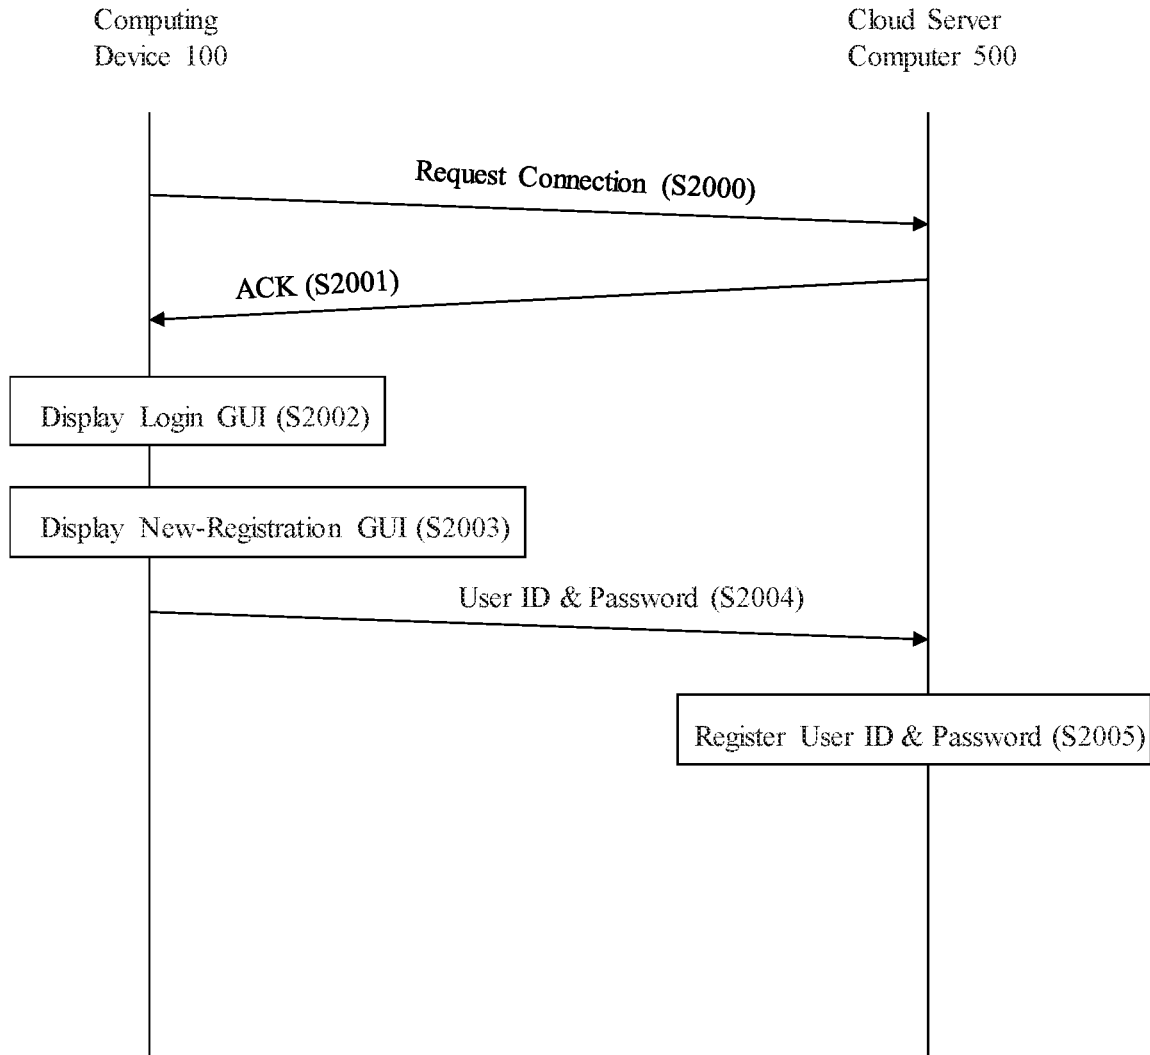 Computing
Device 100
Cloud Server
Computer 500
Request Connection (S2000)
ACK (S2001)
Display Login GUI (S2002)
Display New-Registration GUI (S2003)
User ID & Password (S2004)
Register User ID & Password (S2005)